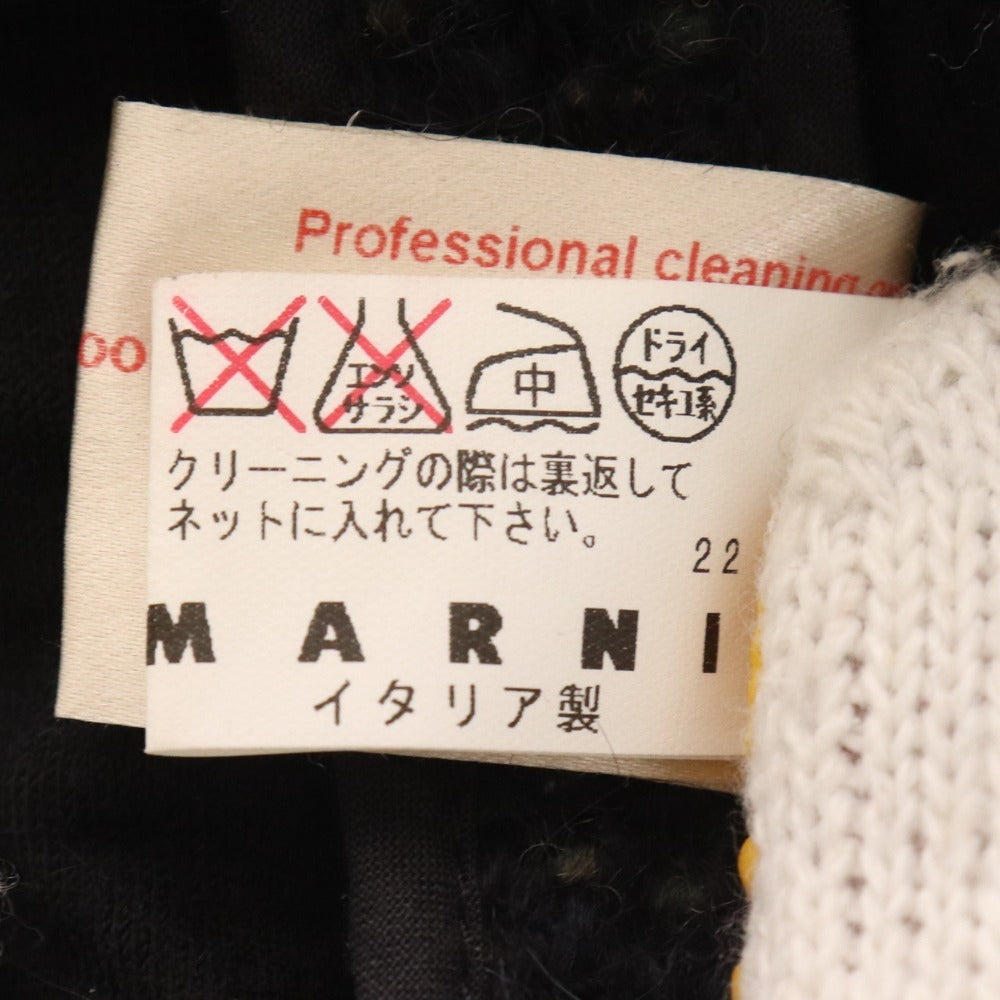 Professional cleaning
エンソ
サラシ
中
ドライ
セキユ系
クリーニングの際は裏返して
ネットに入れて下さい。
22
MARNI
イタリア製